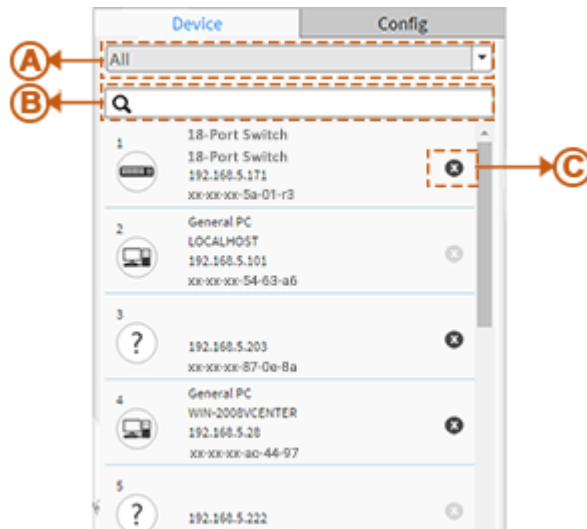 Device
Config
A
All
B
1
18-Port Switch
18-Port Switch
192.168.5.171
xx-xx-xx-5a-01-r3
C
2
General PC
LOCALHOST
192.168.5.101
xx-xx-xx-54-63-a6
3
?
192.168.5.203
xx-xx-xx-87-0e-8a
4
General PC
WIN-2008VCENTER
192.168.5.28
xx-xx-xx-ac-44-97
5
?
192.168.5.222